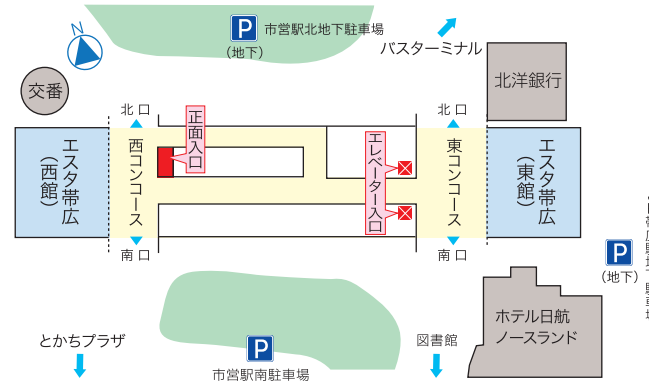 N
P
(地下)
市営駅北地下駐車場
バスターミナル
交番
北洋銀行
北口
正面入口
北口
エスタ帯広
(西館)
西コンコース
エレベーター入口
東コンコース
エスタ帯広
(東館)
南口
南口
P
(地下)
ホテル日航
ノースランド
とかちプラザ
P
市営駅南駐車場
図書館